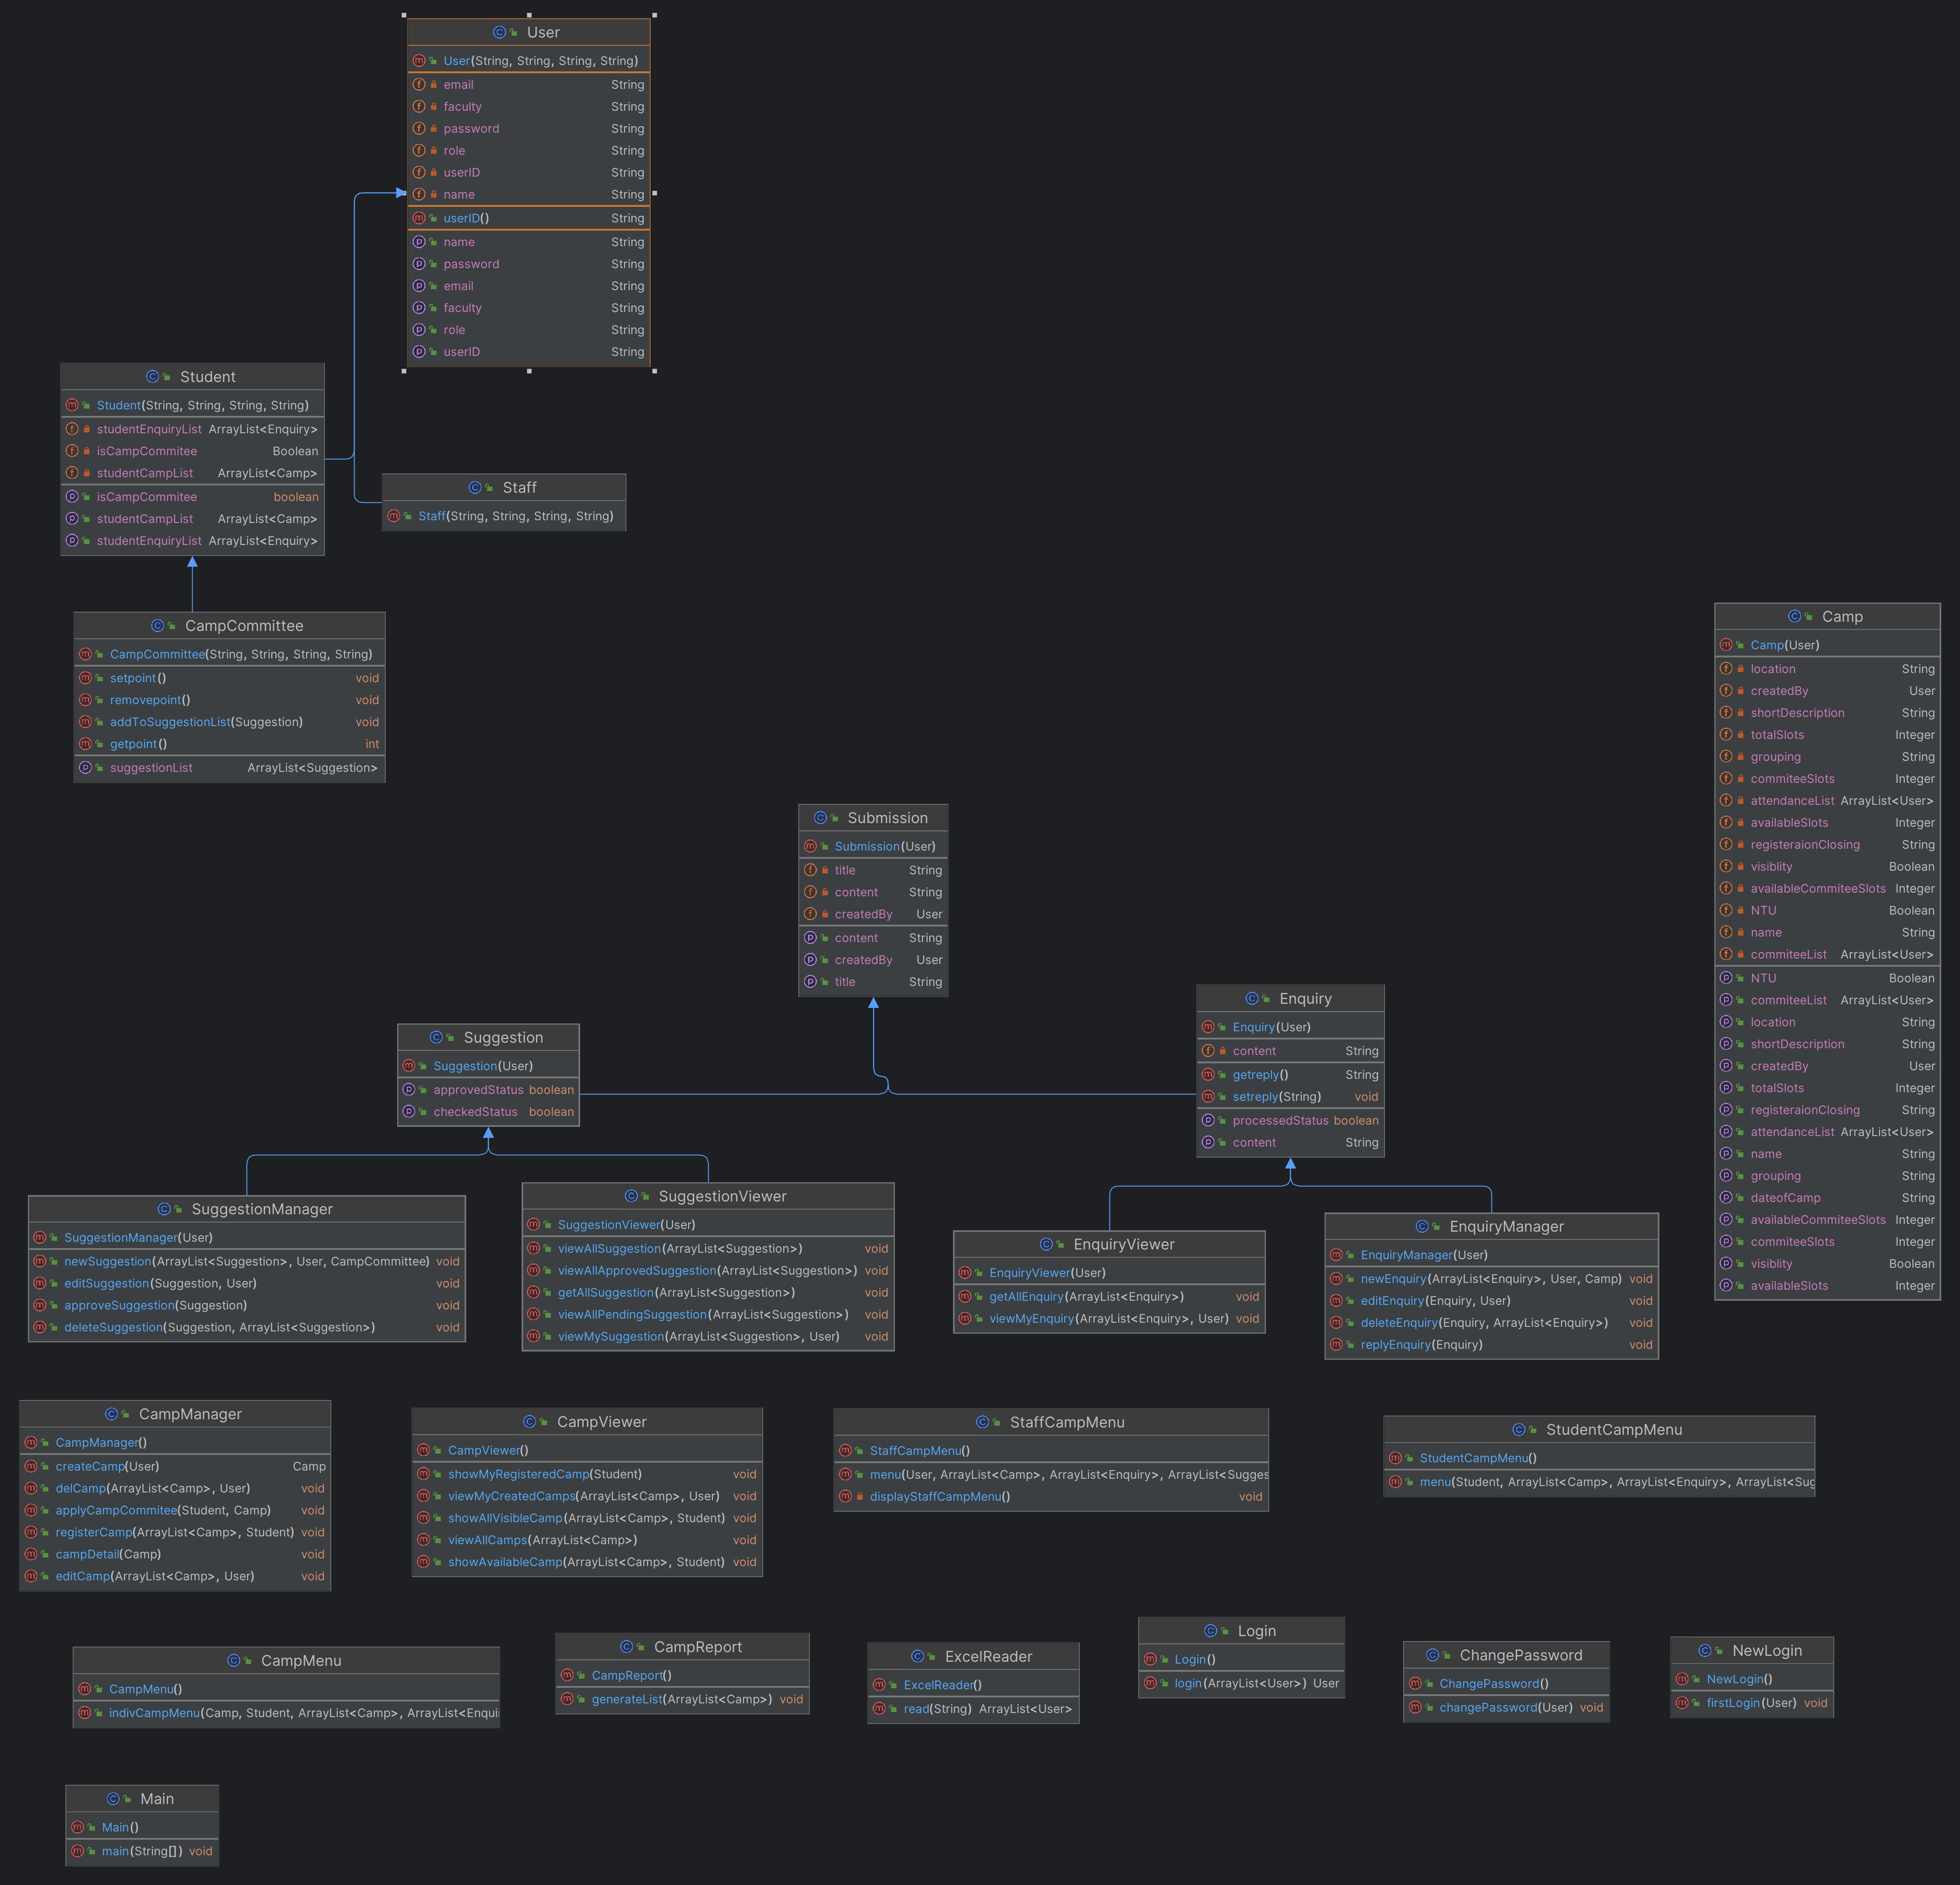 User
User(String, String, String, String)
email String
faculty String
password String
role String
userID String
name String
userID() String
name String
password String
email String
faculty String
role String
userID String
Student
Student(String, String, String, String)
studentEnquiryList ArrayList<Enquiry>
isCampCommitee Boolean
studentCampList ArrayList<Camp>
isCampCommitee boolean
studentCampList ArrayList<Camp>
studentEnquiryList ArrayList<Enquiry>
Staff
Staff(String, String, String, String)
CampCommittee
CampCommittee(String, String, String, String)
setpoint() void
removepoint() void
addToSuggestionList(Suggestion) void
getpoint() int
suggestionList ArrayList<Suggestion>
Camp
Camp(User)
location String
createdBy User
shortDescription String
totalSlots Integer
grouping String
commiteeSlots Integer
attendanceList ArrayList<User>
availableSlots Integer
registeraionClosing String
visiblity Boolean
availableCommiteeSlots Integer
NTU Boolean
name String
commiteeList ArrayList<User>
NTU Boolean
commiteeList ArrayList<User>
location String
shortDescription String
createdBy User
totalSlots Integer
registeraionClosing String
attendanceList ArrayList<User>
name String
grouping String
dateofCamp String
availableCommiteeSlots Integer
commiteeSlots Integer
visiblity Boolean
availableSlots Integer
Submission
Submission(User)
title String
content String
createdBy User
content String
createdBy User
title String
Suggestion
Suggestion(User)
approvedStatus boolean
checkedStatus boolean
Enquiry
Enquiry(User)
content String
getreply() String
setreply(String) void
processedStatus boolean
content String
SuggestionManager
SuggestionManager(User)
newSuggestion(ArrayList<Suggestion>, User, CampCommittee) void
editSuggestion(Suggestion, User) void
approveSuggestion(Suggestion) void
deleteSuggestion(Suggestion, ArrayList<Suggestion>) void
SuggestionViewer
SuggestionViewer(User)
viewAllSuggestion(ArrayList<Suggestion>) void
viewAllApprovedSuggestion(ArrayList<Suggestion>) void
getAllSuggestion(ArrayList<Suggestion>) void
viewAllPendingSuggestion(ArrayList<Suggestion>) void
viewMySuggestion(ArrayList<Suggestion>, User) void
EnquiryViewer
EnquiryViewer(User)
getAllEnquiry(ArrayList<Enquiry>) void
viewMyEnquiry(ArrayList<Enquiry>, User) void
EnquiryManager
EnquiryManager(User)
newEnquiry(ArrayList<Enquiry>, User, Camp) void
editEnquiry(Enquiry, User) void
deleteEnquiry(Enquiry, ArrayList<Enquiry>) void
replyEnquiry(Enquiry) void
CampManager
CampManager()
createCamp(User) Camp
delCamp(ArrayList<Camp>, User) void
applyCampCommitee(Student, Camp) void
registerCamp(ArrayList<Camp>, Student) void
campDetail(Camp) void
editCamp(ArrayList<Camp>, User) void
CampViewer
CampViewer()
showMyRegisteredCamp(Student) void
viewMyCreatedCamps(ArrayList<Camp>, User) void
showAllVisibleCamp(ArrayList<Camp>, Student) void
viewAllCamps(ArrayList<Camp>) void
showAvailableCamp(ArrayList<Camp>, Student) void
StaffCampMenu
StaffCampMenu()
menu(User, ArrayList<Camp>, ArrayList<Enquiry>, ArrayList<Sugges
displayStaffCampMenu() void
StudentCampMenu
StudentCampMenu()
menu(Student, ArrayList<Camp>, ArrayList<Enquiry>, ArrayList<Sug
CampMenu
CampMenu()
indivCampMenu(Camp, Student, ArrayList<Camp>, ArrayList<Enqui
CampReport
CampReport()
generateList(ArrayList<Camp>) void
ExcelReader
ExcelReader()
read(String) ArrayList<User>
Login
Login()
login(ArrayList<User>) User
ChangePassword
ChangePassword()
changePassword(User) void
NewLogin
NewLogin()
firstLogin(User) void
Main
Main()
main(String[]) void